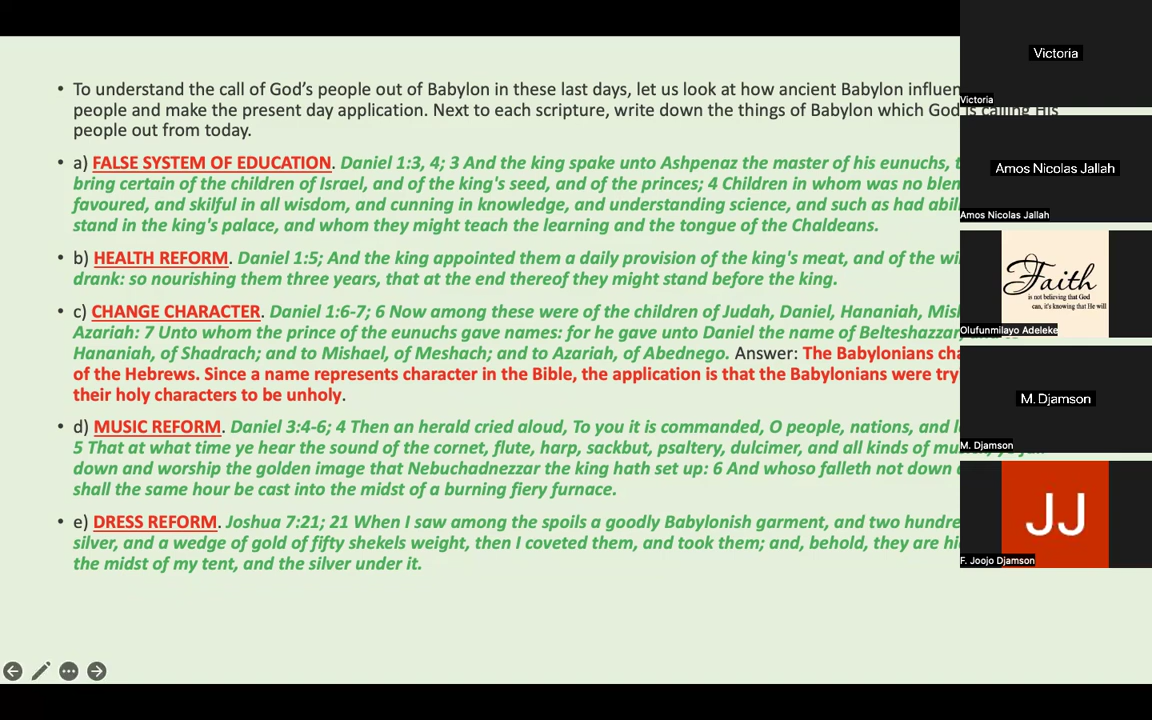 • To understand the call of God's people out of Babylon in these last days, let us look at how ancient Babylon
people and make the present day application. Next to each scripture, write down the things of Babylon which God is calling His
people out from today.
• a) FALSE SYSTEM OF EDUCATION. Daniel 1:3, 4; 3 And the king spake unto Ashpenaz the master of his eunuchs,
bring certain of the children of Israel, and of the king's seed, and of the princes; 4 Children in whom was no
favoured, and skilful in all wisdom, and cunning in knowledge, and understanding science, and such as had
stand in the king's palace, and whom they might teach the learning and the tongue of the Chaldeans.
• b) HEALTH REFORM. Daniel 1:5; And the king appointed them a daily provision of the king's meat, and of the
drank: so nourishing them three years, that at the end thereof they might stand before the king.
• c) CHANGE CHARACTER. Daniel 1:6-7; 6 Now among these were of the children of Judah, Daniel, Hananiah,
Azariah: 7 Unto whom the prince of the eunuchs gave names: for he gave unto Daniel the name of Belteshazzar;
Hananiah, of Shadrach; and to Mishael, of Meshach; and to Azariah, of Abednego. Answer: The Babylonians
of the Hebrews. Since a name represents character in the Bible, the application is that the Babylonians were
their holy characters to be unholy.
• d) MUSIC REFORM. Daniel 3:4-6; 4 Then an herald cried aloud, To you it is commanded, O people, nations, and
5 That at what time ye hear the sound of the cornet, flute, harp, sackbut, psaltery, dulcimer, and all kinds of
down and worship the golden image that Nebuchadnezzar the king hath set up: 6 And whoso falleth not down
shall the same hour be cast into the midst of a burning fiery furnace.
• e) DRESS REFORM. Joshua 7:21; 21 When I saw among the spoils a goodly Babylonish garment, and two
silver, and a wedge of gold of fifty shekels weight, then I coveted them, and took them; and, behold, they are
the midst of my tent, and the silver under it.
Victoria
Victoria
Amos Nicolas Jallah
Amos Nicolas Jallah
Faith
is not believing that God
can, it's knowing that He will
Olufunmilayo Adeleke
M. Djamson
M. Djamson
JJ
F. Joojo Djamson